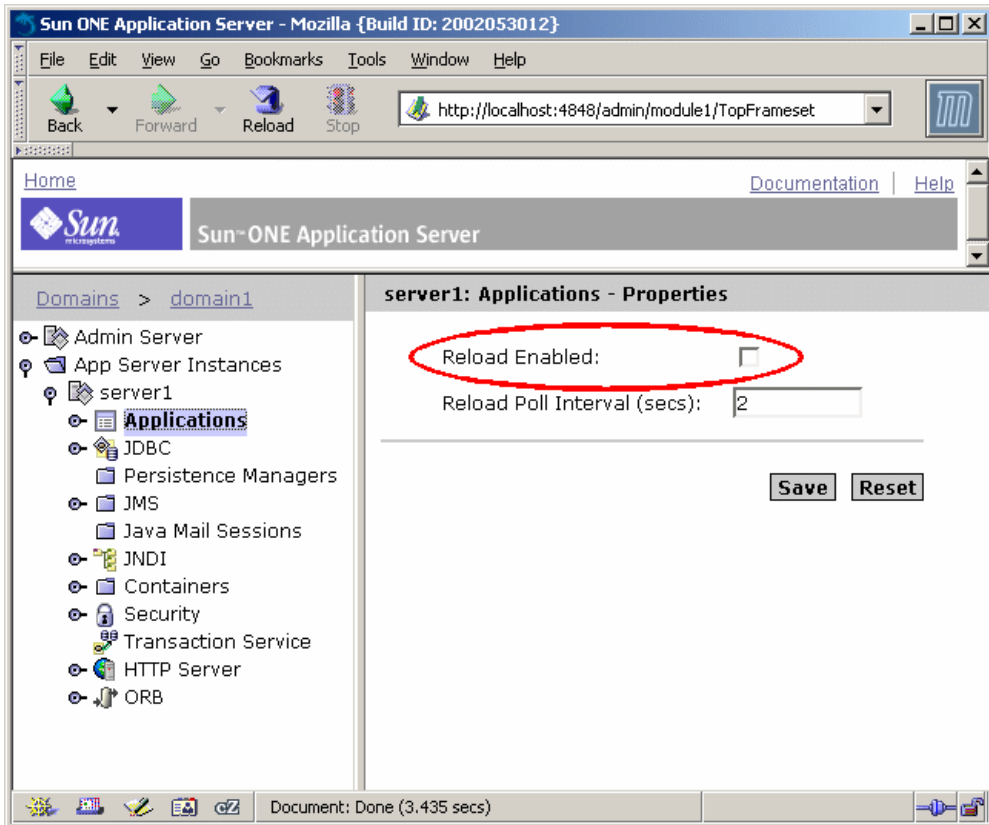 Sun ONE Application Server - Mozilla {Build ID: 2002053012}
File Edit View Go Bookmarks Tools Window Help
Back Forward Reload Stop http://localhost:4848/admin/module1/TopFrameset
Home
Documentation | Help
Sun microsystems
Sun™ ONE Application Server
Domains > domain1
server1: Applications - Properties
Admin Server
App Server Instances
server1
Applications
JDBC
Persistence Managers
JMS
Java Mail Sessions
JNDI
Containers
Security
Transaction Service
HTTP Server
ORB
Reload Enabled:
Reload Poll Interval (secs): 2
Save Reset
Document: Done (3.435 secs)